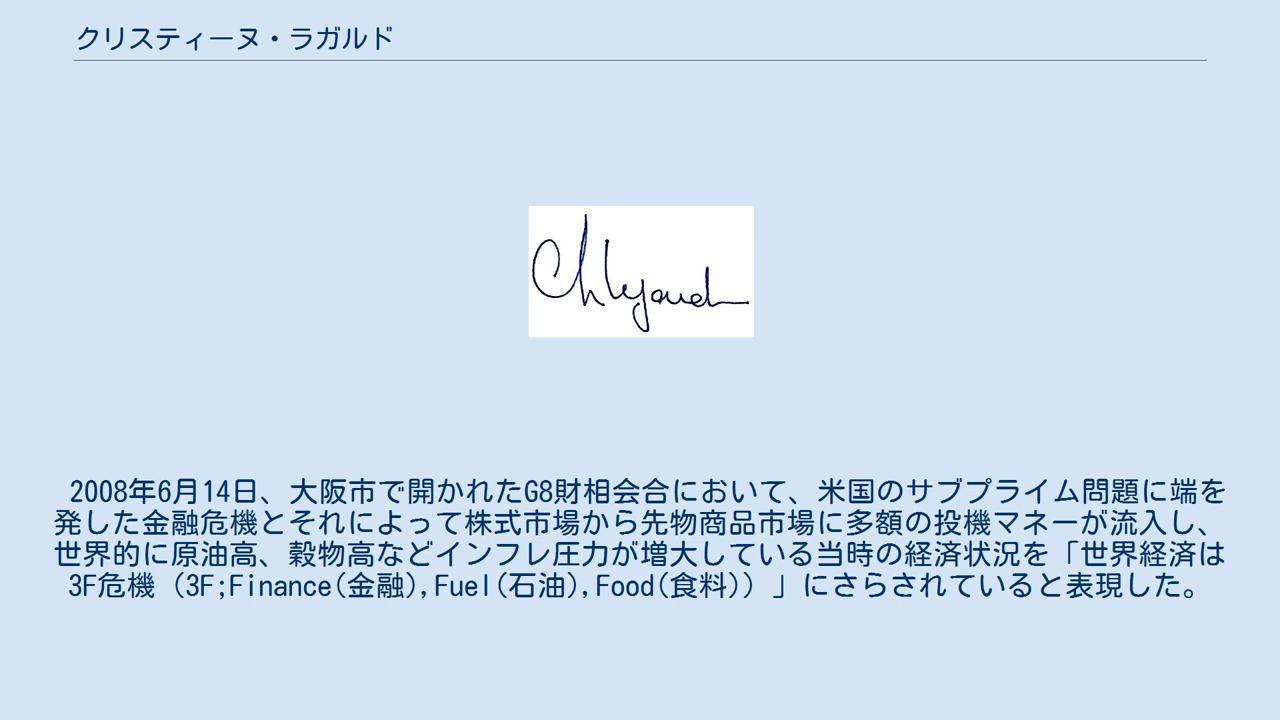 クリスティーヌ・ラガルド
2008年6月14日、大阪市で開かれたG8財相会合において、米国のサブプライム問題に端を
発した金融危機とそれによって株式市場から先物商品市場に多額の投機マネーが流入し、
世界的に原油高、穀物高などインフレ圧力が増大している当時の経済状況を「世界経済は
3F危機（3F;Finance(金融),Fuel(石油),Food(食料)）」にさらされていると表現した。